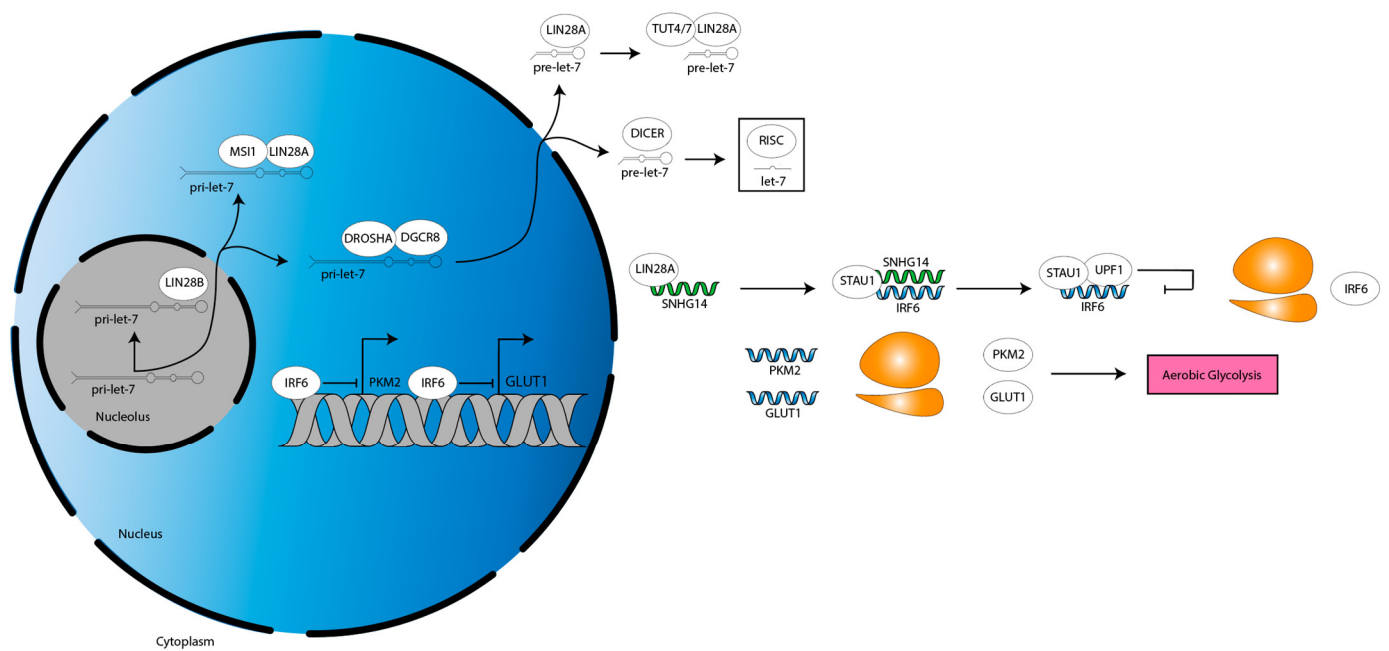 LIN28A
pre-let-7
TUT4/7 LIN28A
pre-let-7
MSI1 LIN28A
pri-let-7
DICER
pre-let-7
RISC
let-7
DROSHA DGCR8
pri-let-7
LIN28B
pri-let-7
pri-let-7
Nucleolus
LIN28A
SNHG14
STAU1
SNHG14
IRF6
STAU1 UPF1
IRF6
IRF6
IRF6
PKM2
IRF6
GLUT1
PKM2
GLUT1
PKM2
GLUT1
Aerobic Glycolysis
Nucleus
Cytoplasm